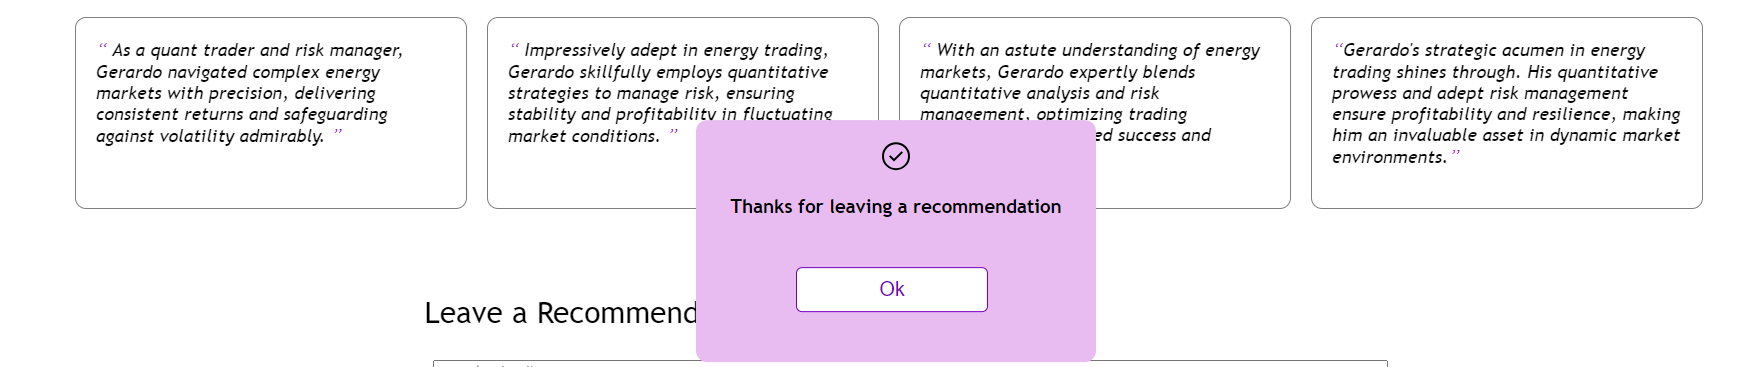 “ As a quant trader and risk manager,
Gerardo navigated complex energy
markets with precision, delivering
consistent returns and safeguarding
against volatility admirably. ”
“ Impressively adept in energy trading,
Gerardo skillfully employs quantitative
strategies to manage risk, ensuring
stability and profitability in fluctuating
market conditions. ”
“ With an astute understanding of energy
markets, Gerardo expertly blends
quantitative analysis and risk
management, optimizing trading
success and
“Gerardo's strategic acumen in energy
trading shines through. His quantitative
prowess and adept risk management
ensure profitability and resilience, making
him an invaluable asset in dynamic market
environments.”
Thanks for leaving a recommendation
Ok
Leave a Recommend